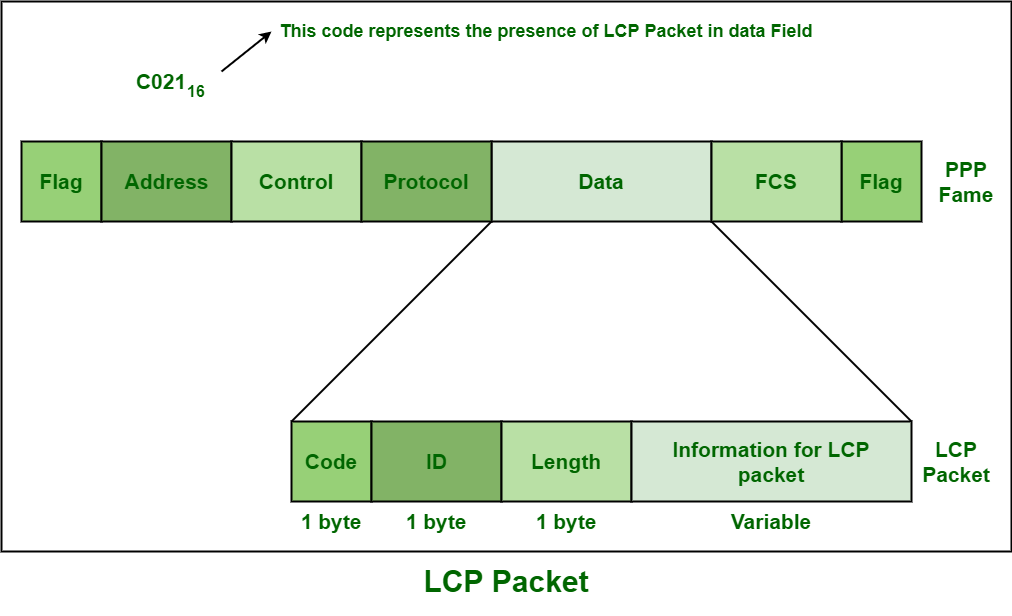 This code represents the presence of LCP Packet in data Field
C021₁₆
Flag Address Control Protocol Data FCS Flag PPP
Fame
Code ID Length Information for LCP
packet
LCP
Packet
1 byte 1 byte 1 byte Variable
LCP Packet